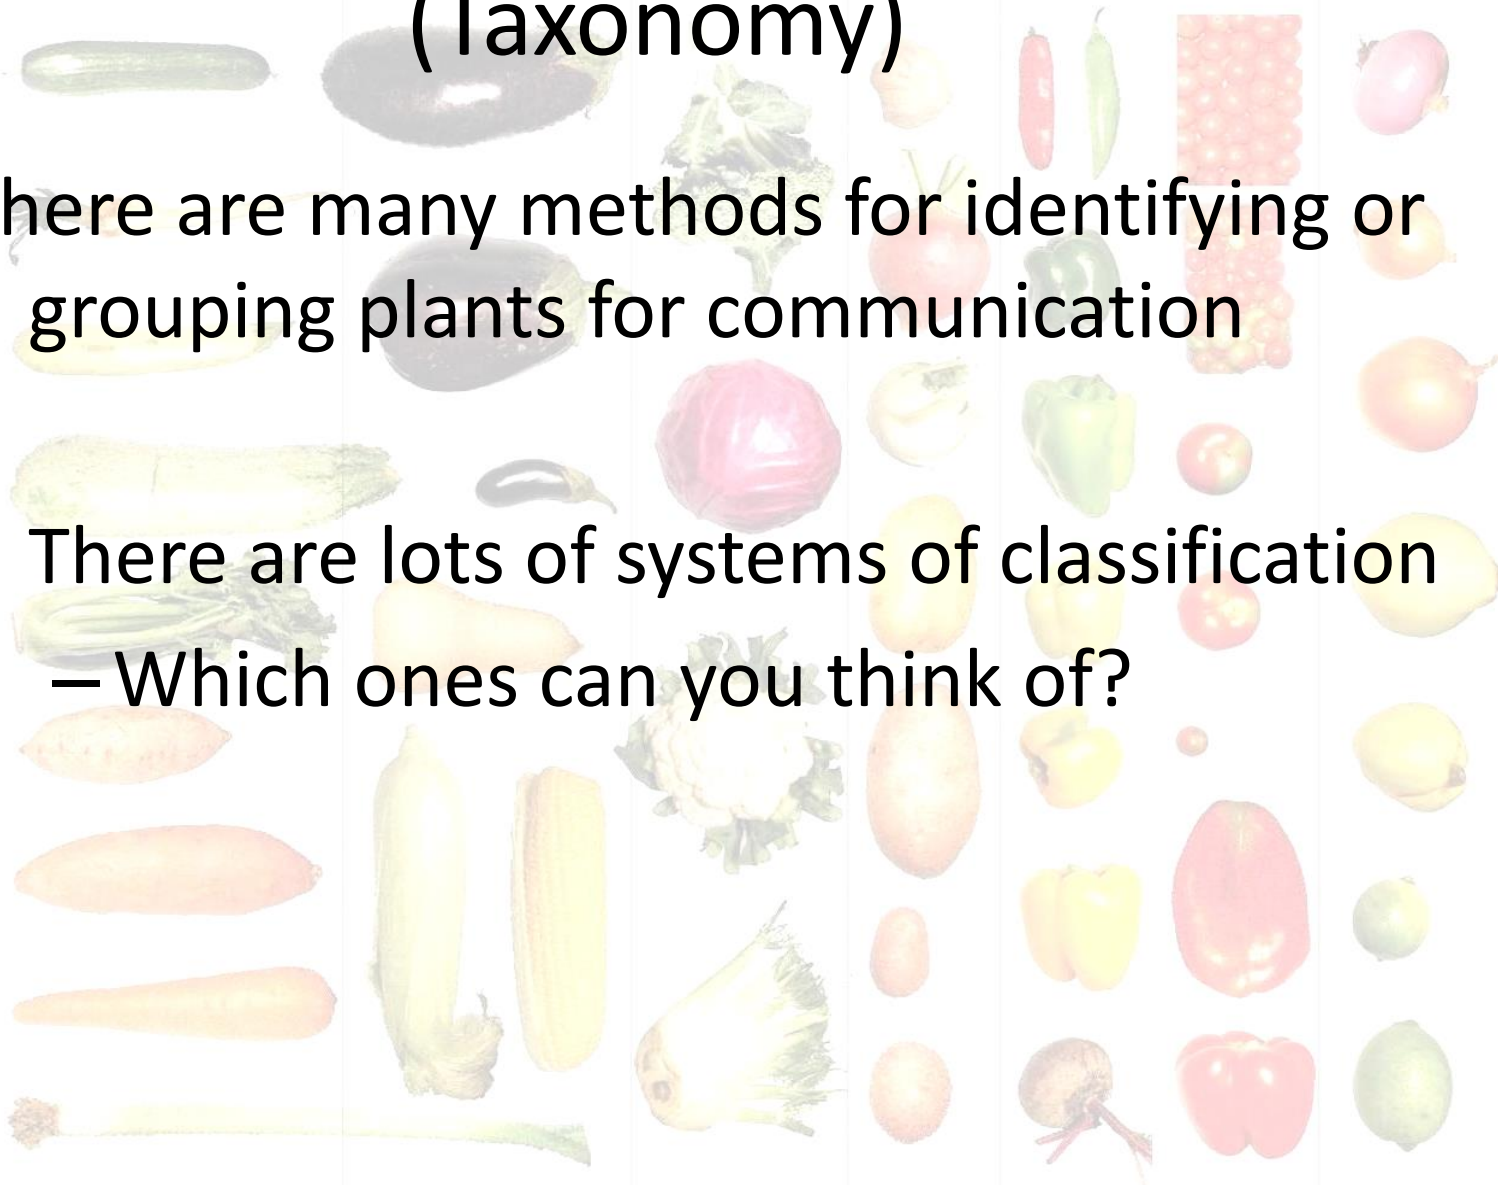 (Taxonomy)
here are many methods for identifying or
grouping plants for communication
There are lots of systems of classification
– Which ones can you think of?